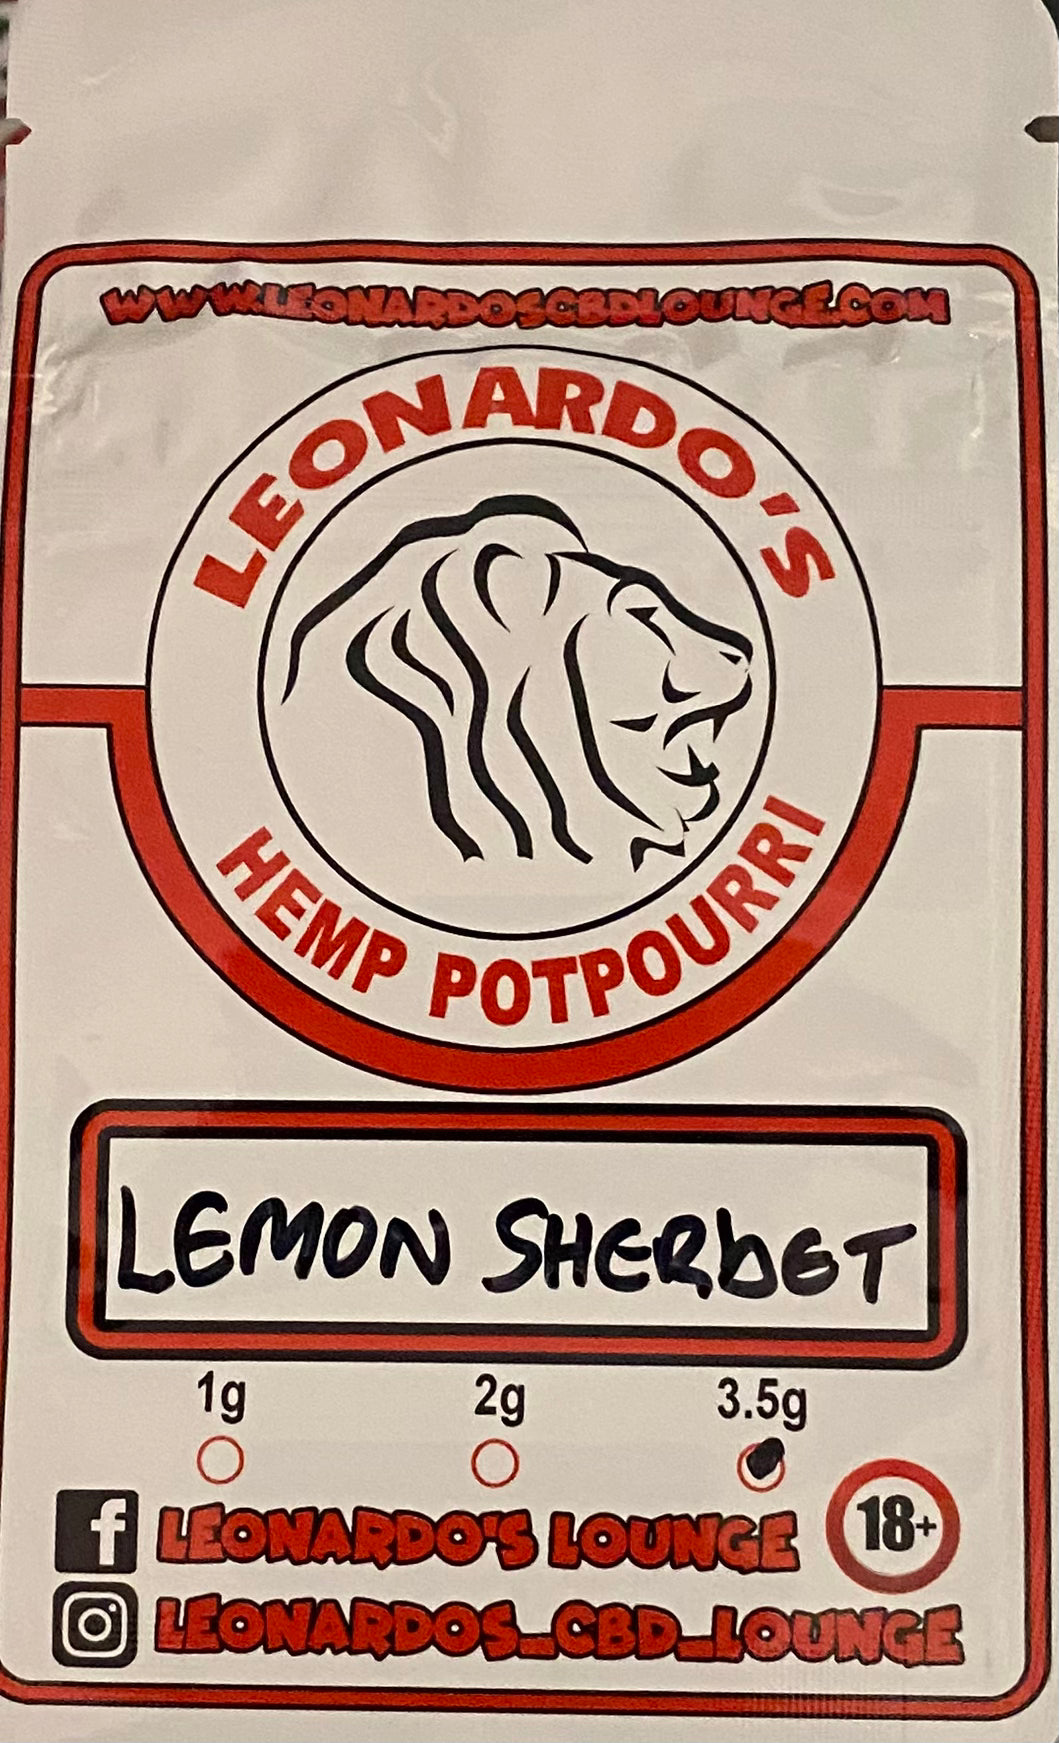 WWW.LEONARDOSCBDLOUNGE.COM
LEONARDO'S
HEMP POTPOURRI
LEMON SHERbET
1g 2g 3.5g
18+
f LEONARDO'S LOUNGE
LEONARDOS_CBD_LOUNGE